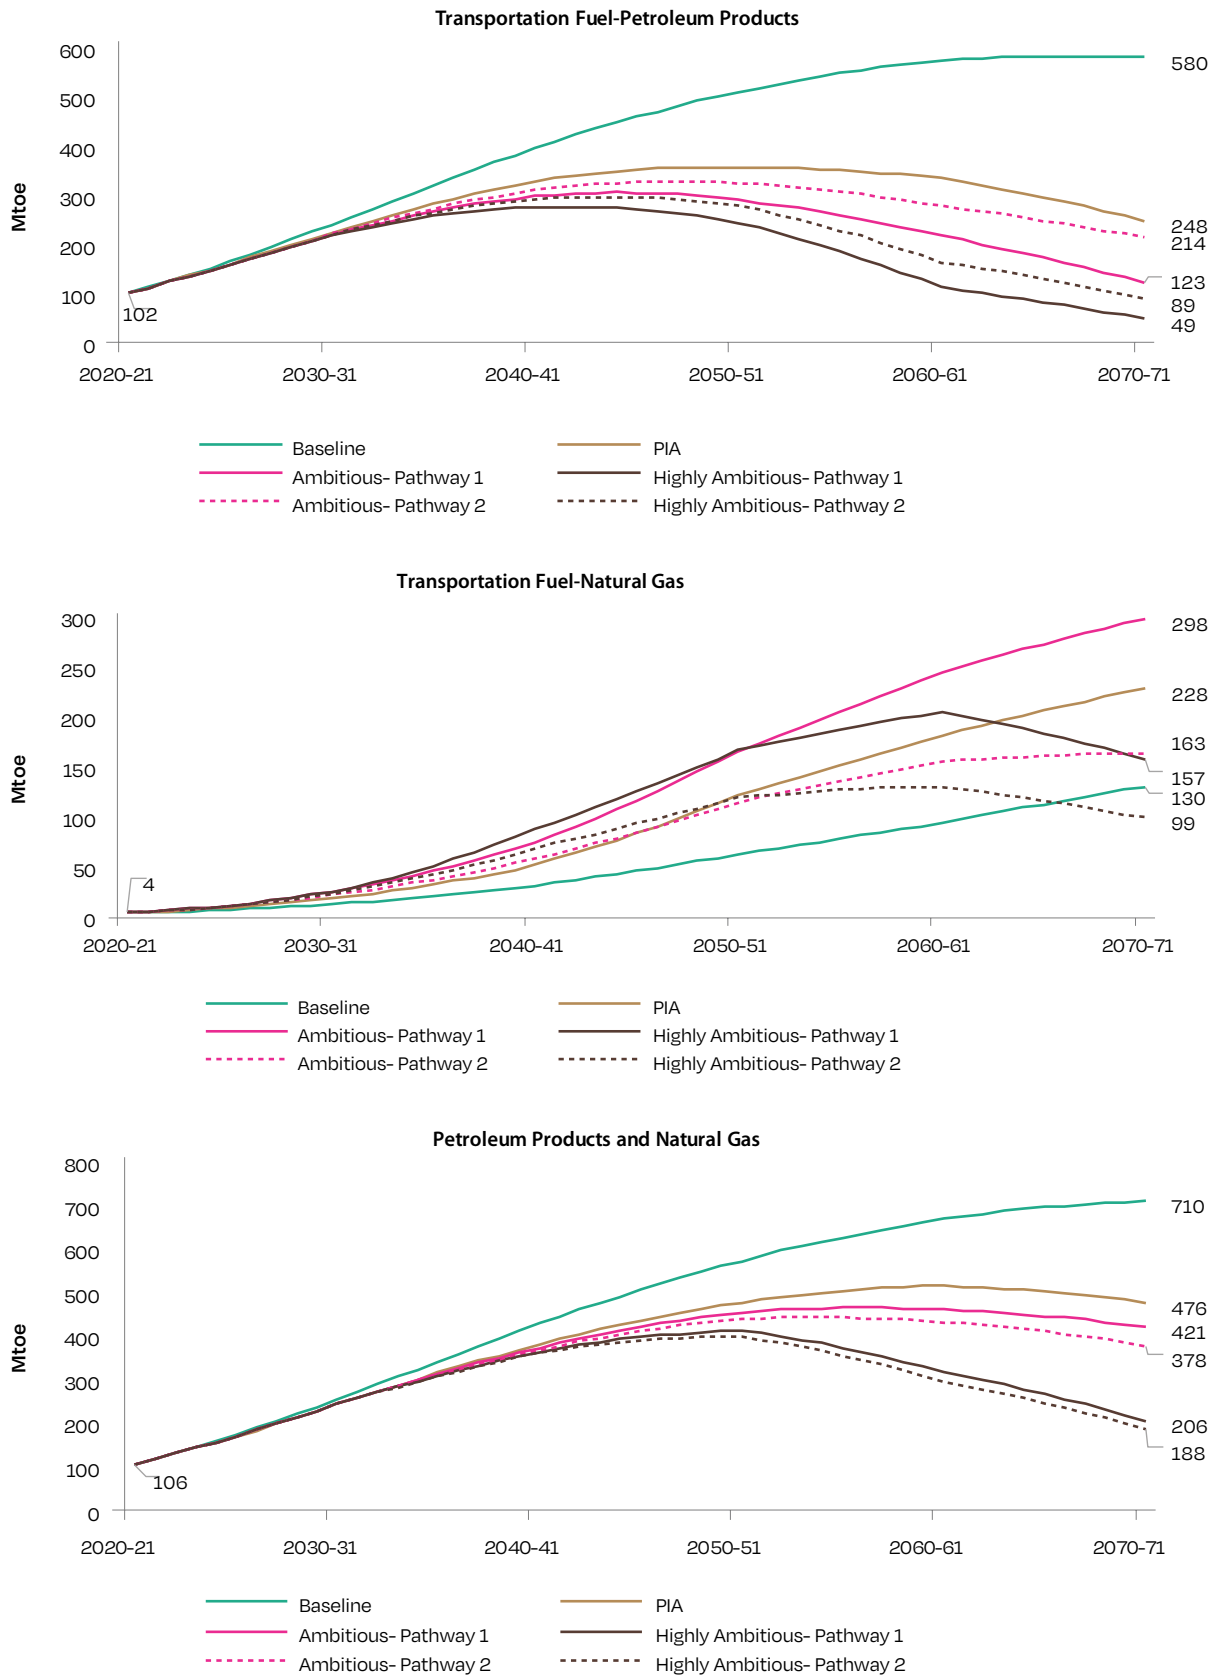 Transportation Fuel-Petroleum Products
Mtoe
600
500
400
300
200
100
0
102
580
248
214
123
89
49
2020-21 2030-31 2040-41 2050-51 2060-61 2070-71
Baseline PIA
Ambitious- Pathway 1 Highly Ambitious- Pathway 1
Ambitious- Pathway 2 Highly Ambitious- Pathway 2
Transportation Fuel-Natural Gas
Mtoe
300
250
200
150
100
50
0
4
298
228
163
157
130
99
2020-21 2030-31 2040-41 2050-51 2060-61 2070-71
Baseline PIA
Ambitious- Pathway 1 Highly Ambitious- Pathway 1
Ambitious- Pathway 2 Highly Ambitious- Pathway 2
Petroleum Products and Natural Gas
Mtoe
800
700
600
500
400
300
200
100
0
106
710
476
421
378
206
188
2020-21 2030-31 2040-41 2050-51 2060-61 2070-71
Baseline PIA
Ambitious- Pathway 1 Highly Ambitious- Pathway 1
Ambitious- Pathway 2 Highly Ambitious- Pathway 2